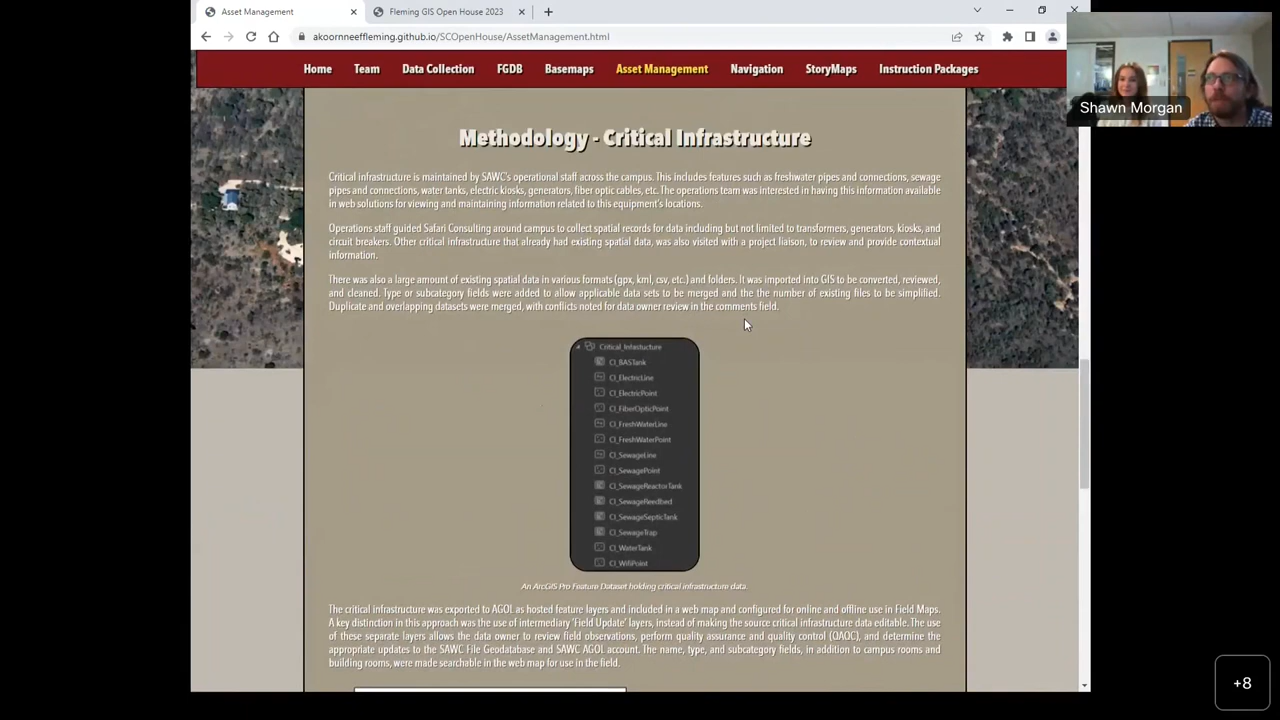 Asset Management
Fleming GIS Open House 2023
akoornneeffleming.github.io/SCOpenHouse/AssetManagement.html
Home Team Data Collection FGDB Basemaps Asset Management Navigation StoryMaps Instruction Packages
Shawn Morgan
Methodology - Critical Infrastructure
Critical infrastructure is maintained by SAWC's operational staff across the campus. This includes features such as freshwater pipes and connections, sewage
pipes and connections, water tanks, electric kiosks, generators, fiber optic cables, etc. The operations team was interested in having this information available
in web solutions for viewing and maintaining information related to this equipment's locations.
Operations staff guided Safari Consulting around campus to collect spatial records for data including but not limited to transformers, generators, kiosks, and
circuit breakers. Other critical infrastructure that already had existing spatial data, was also visited with a project liaison, to review and provide contextual
information.
There was also a large amount of existing spatial data in various formats (gpx, kml, csv, etc.) and folders. It was imported into GIS to be converted, reviewed,
and cleaned. Type or subcategory fields were added to allow applicable data sets to be merged and the the number of existing files to be simplified.
Duplicate and overlapping datasets were merged, with conflicts noted for data owner review in the comments field.
Critical_Infastucture
CI_BASTank
CI_ElectricLine
CI_ElectricPoint
CI_FiberOpticPoint
CI_FreshWaterLine
CI_FreshWaterPoint
CI_SewageLine
CI_SewagePoint
CI_SewageReactorTank
CI_SewageReedbed
CI_SewageSepticTank
CI_SewageTrap
CI_WaterTank
CI_WifiPoint
An ArcGIS Pro Feature Dataset holding critical infrastructure data.
The critical infrastructure was exported to AGOL as hosted feature layers and included in a web map and configured for online and offline use in Field Maps.
A key distinction in this approach was the use of intermediary 'Field Update' layers, instead of making the source critical infrastructure data editable. The use
of these separate layers allows the data owner to review field observations, perform quality assurance and quality control (QAQC), and determine the
appropriate updates to the SAWC File Geodatabase and SAWC AGOL account. The name, type, and subcategory fields, in addition to campus rooms and
building rooms, were made searchable in the web map for use in the field.
+8